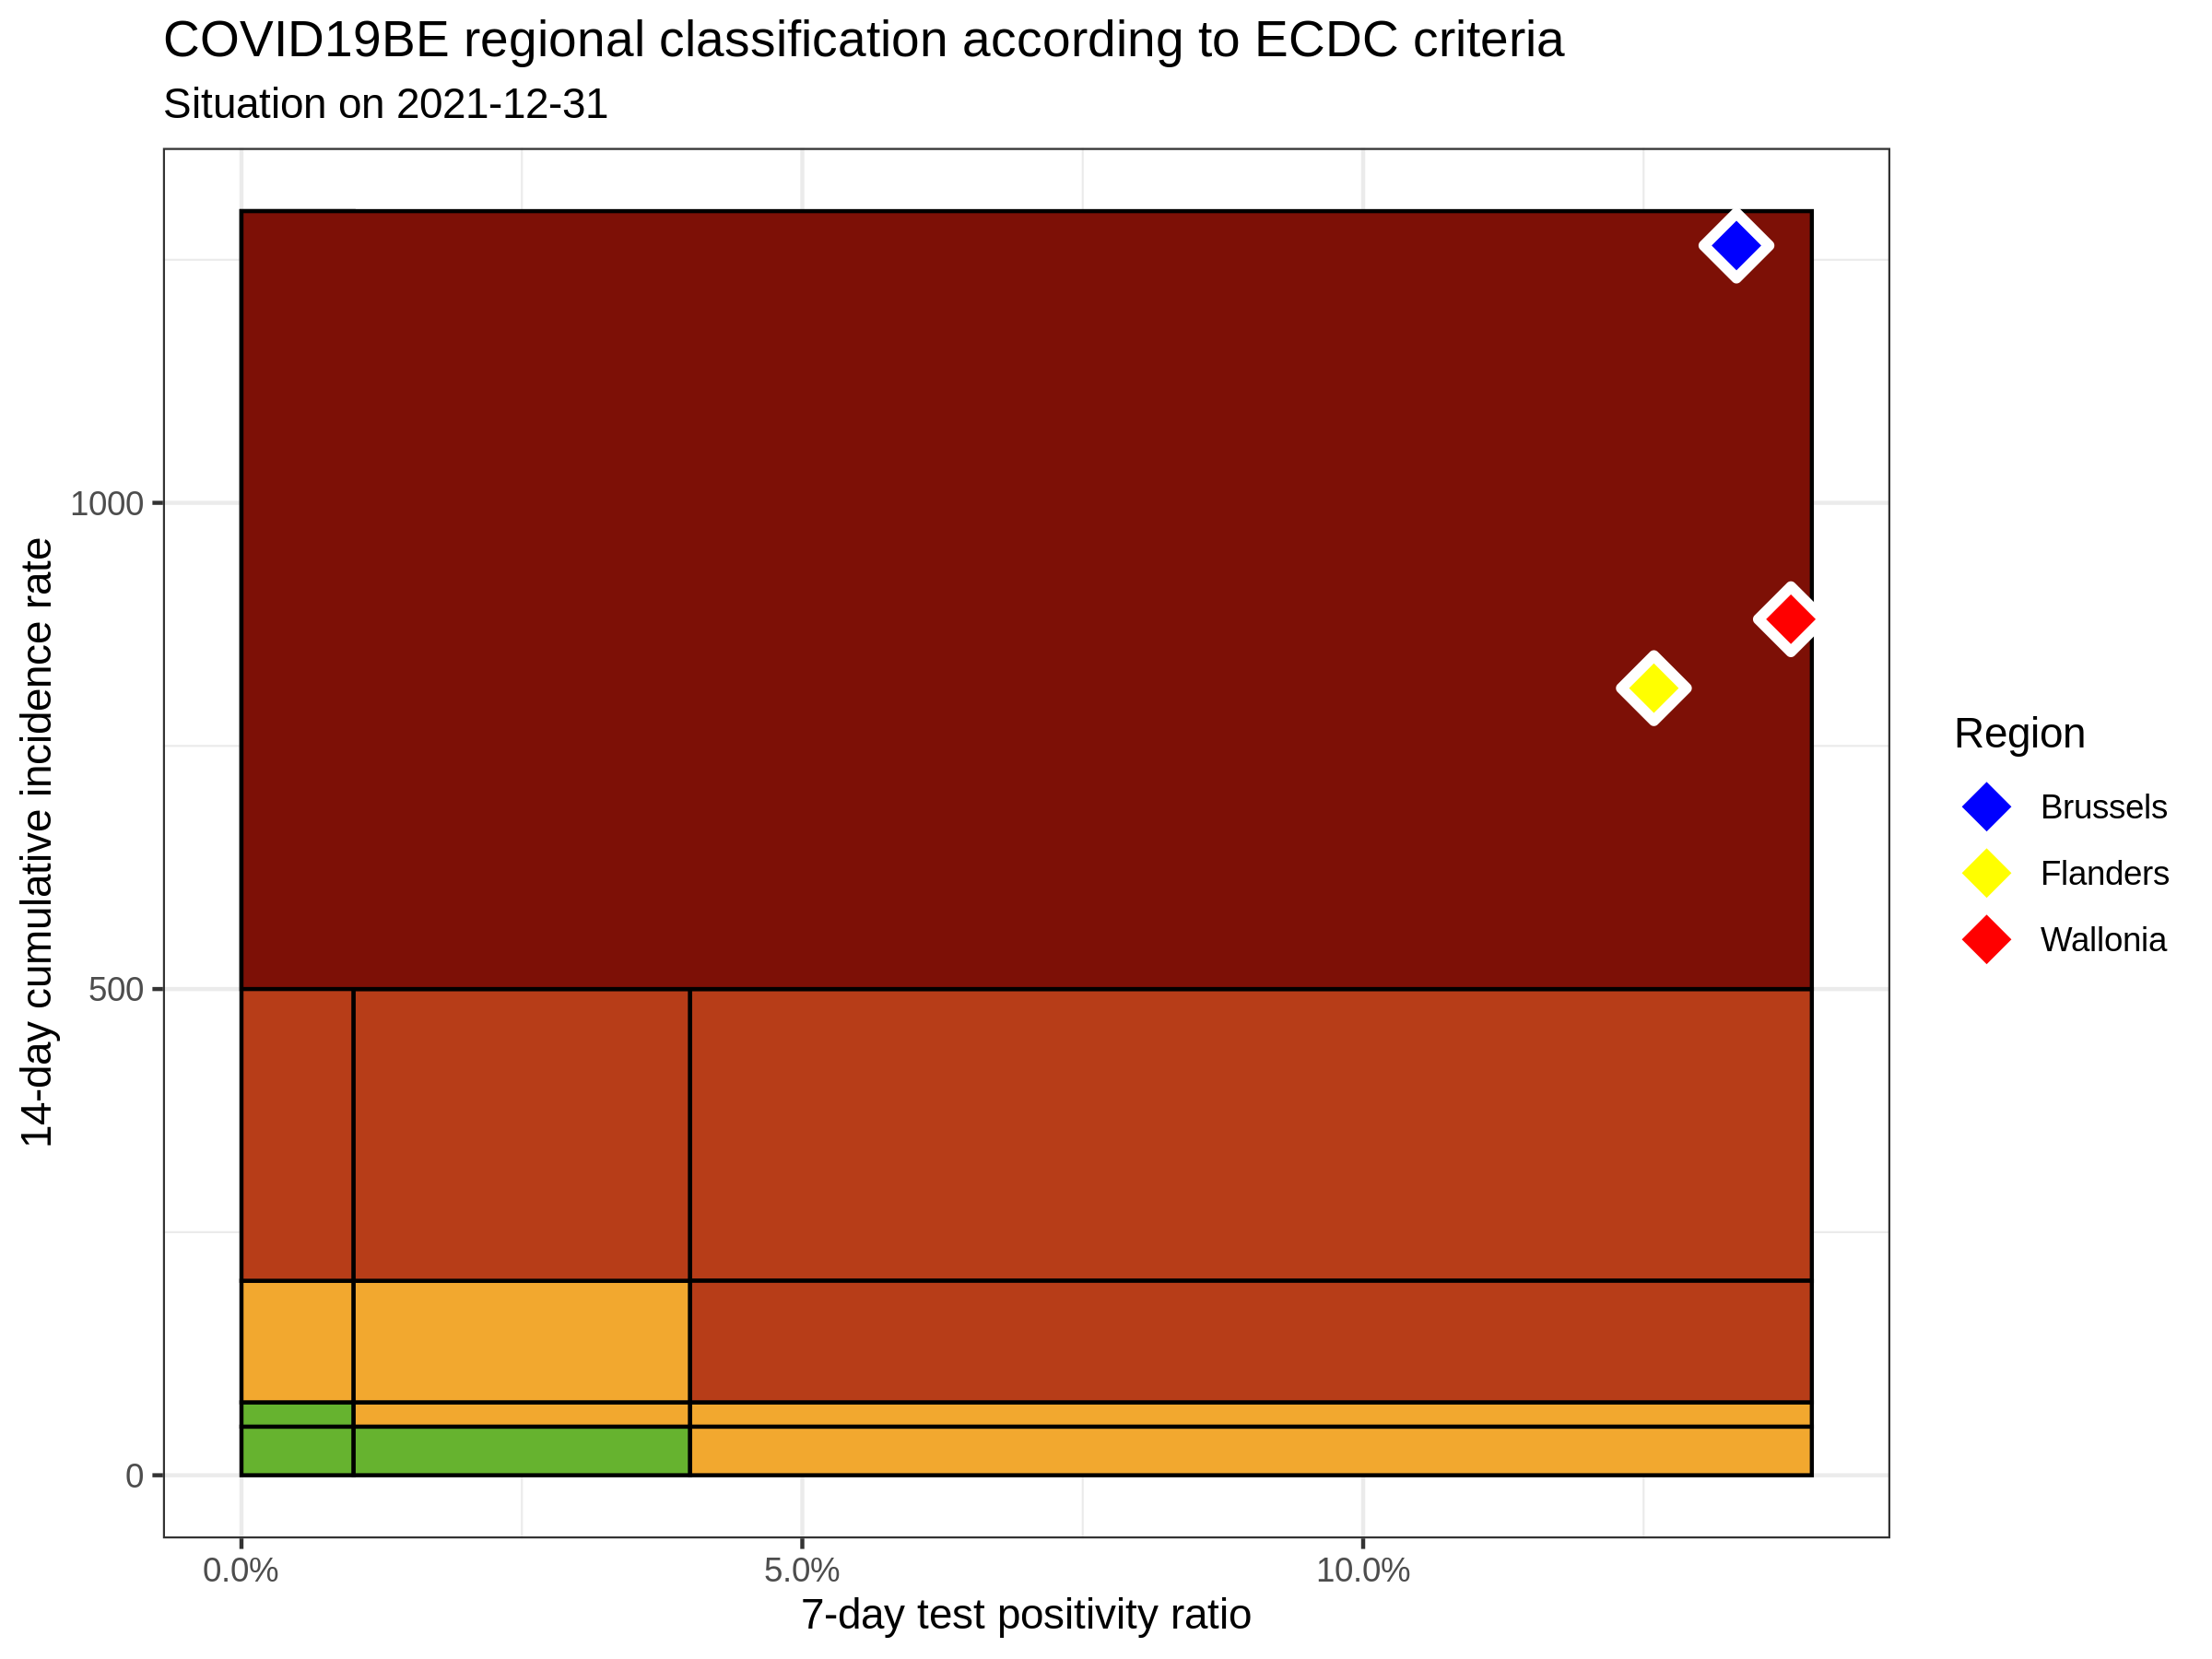 COVID19BE regional classification according to ECDC criteria
Situation on 2021-12-31
14-day cumulative incidence rate
1000
500
0
0.0%
5.0%
10.0%
7-day test positivity ratio
Region
Brussels
Flanders
Wallonia